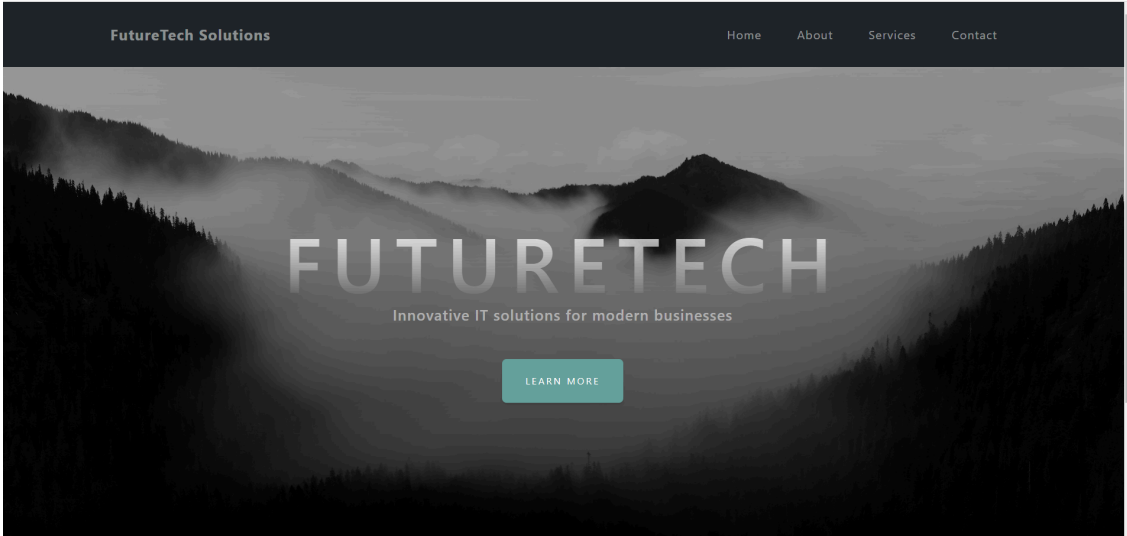 FutureTech Solutions
Home About Services Contact
FUTURETECH
Innovative IT solutions for modern businesses
LEARN MORE